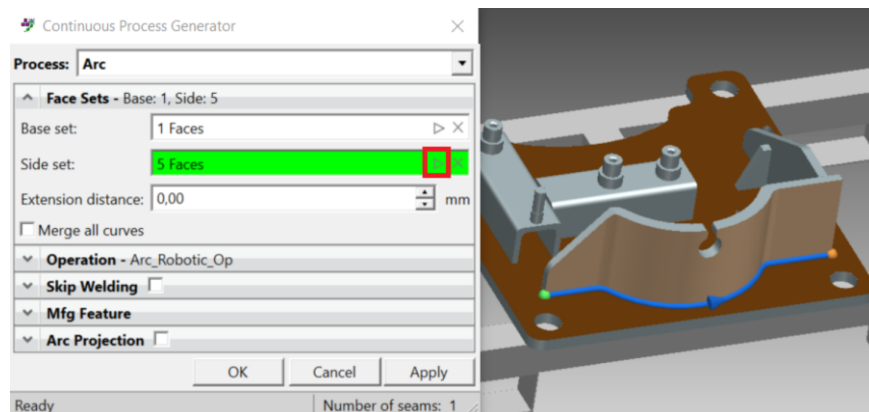 Continuous Process Generator
Process: Arc
Face Sets - Base: 1, Side: 5
Base set: 1 Faces
Side set: 5 Faces
Extension distance: 0,00 mm
Merge all curves
Operation - Arc_Robotic_Op
Skip Welding
Mfg Feature
Arc Projection
OK Cancel Apply
Ready Number of seams: 1